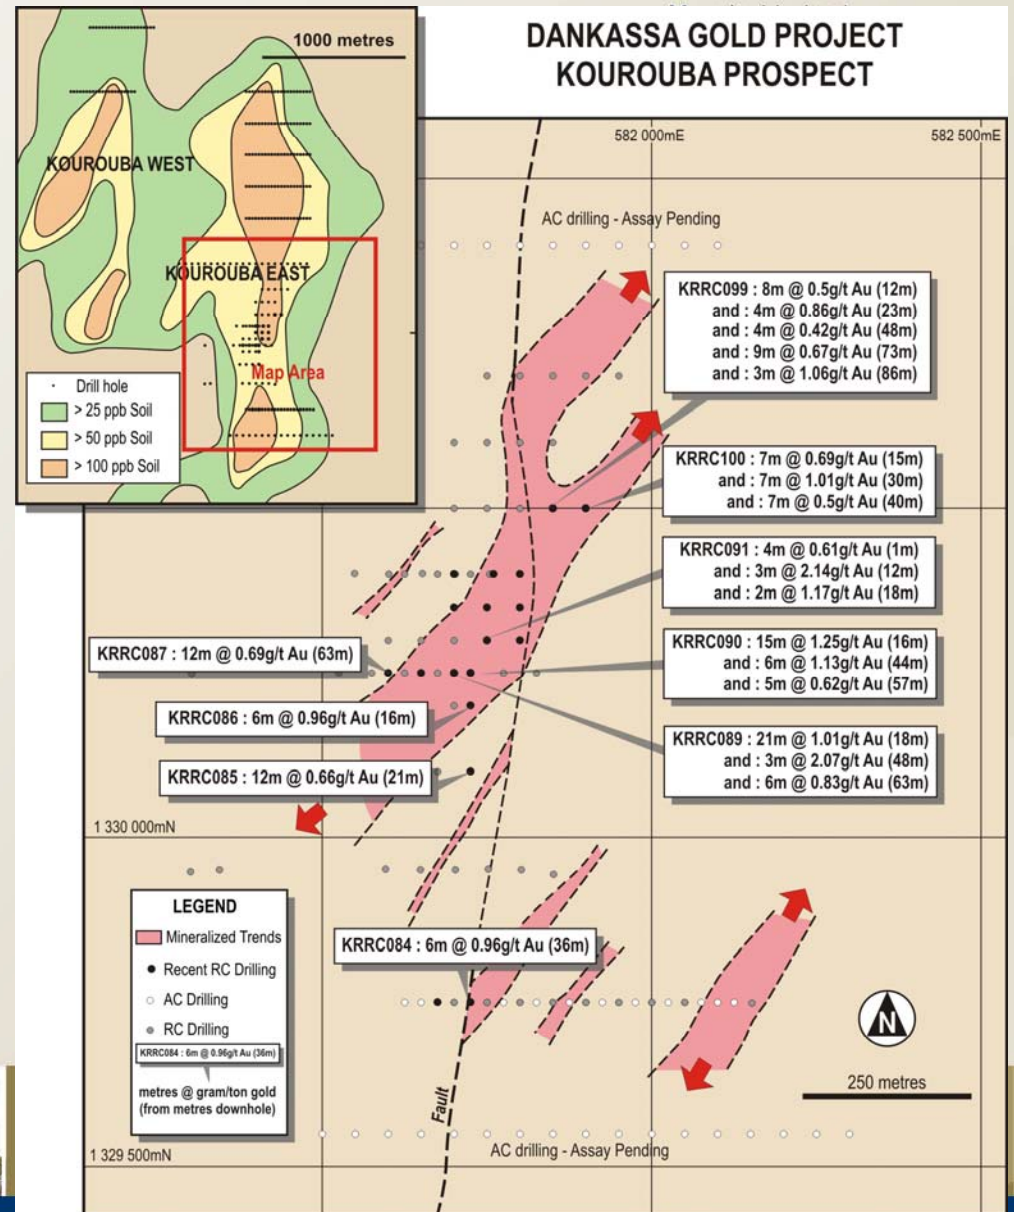 DANKASSA GOLD PROJECT
KOUROUBA PROSPECT
1000 metres
KOUROUBA WEST
KOUROUBA EAST
Map Area
Drill hole
> 25 ppb Soil
> 50 ppb Soil
> 100 ppb Soil
582 000mE
582 500mE
AC drilling - Assay Pending
KRRC099 : 8m @ 0.5g/t Au (12m)
and : 4m @ 0.86g/t Au (23m)
and : 4m @ 0.42g/t Au (48m)
and : 9m @ 0.67g/t Au (73m)
and : 3m @ 1.06g/t Au (86m)
KRRC100 : 7m @ 0.69g/t Au (15m)
and : 7m @ 1.01g/t Au (30m)
and : 7m @ 0.5g/t Au (40m)
KRRC091 : 4m @ 0.61g/t Au (1m)
and : 3m @ 2.14g/t Au (12m)
and : 2m @ 1.17g/t Au (18m)
KRRC087 : 12m @ 0.69g/t Au (63m)
KRRC090 : 15m @ 1.25g/t Au (16m)
and : 6m @ 1.13g/t Au (44m)
and : 5m @ 0.62g/t Au (57m)
KRRC086 : 6m @ 0.96g/t Au (16m)
KRRC089 : 21m @ 1.01g/t Au (18m)
and : 3m @ 2.07g/t Au (48m)
and : 6m @ 0.83g/t Au (63m)
KRRC085 : 12m @ 0.66g/t Au (21m)
1 330 000mN
LEGEND
Mineralized Trends
Recent RC Drilling
AC Drilling
RC Drilling
KRRC084 : 6m @ 0.96g/t Au (36m)
metres @ gram/ton gold
(from metres downhole)
KRRC084 : 6m @ 0.96g/t Au (36m)
N
250 metres
Fault
AC drilling - Assay Pending
1 329 500mN